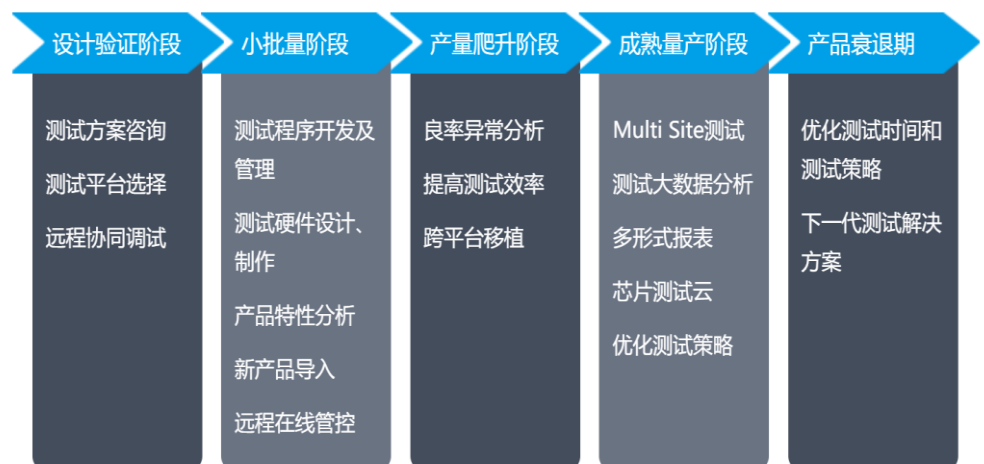 设计验证阶段
小批量阶段
产量爬升阶段
成熟量产阶段
产品衰退期
测试方案咨询
测试平台选择
远程协同调试
测试程序开发及
管理
测试硬件设计、
制作
产品特性分析
新产品导入
远程在线管控
良率异常分析
提高测试效率
跨平台移植
Multi Site测试
测试大数据分析
多形式报表
芯片测试云
优化测试策略
优化测试时间和
测试策略
下一代测试解决
方案